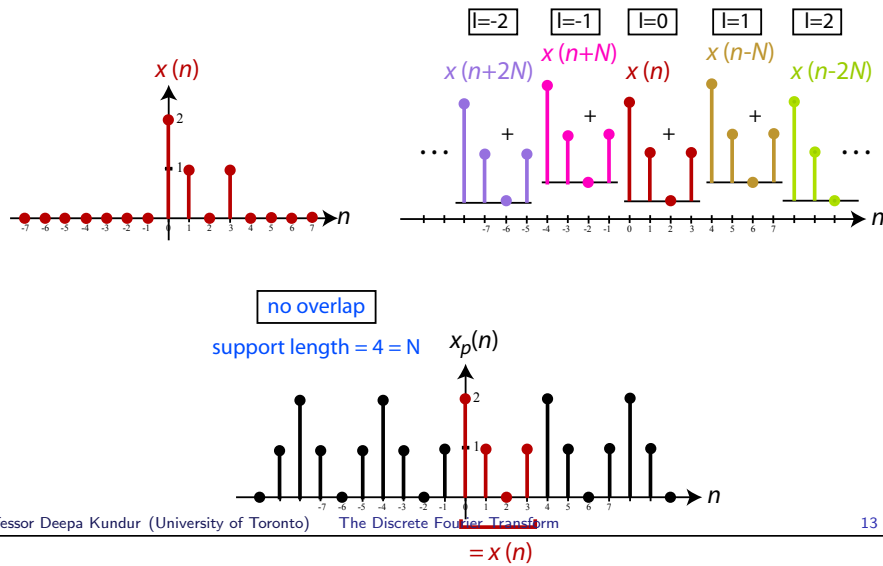 l=-2 l=-1 l=0 l=1 l=2
x (n+2N) x (n+N) x (n) x (n-N) x (n-2N)
x (n)
2
1
n
-7 -6 -5 -4 -3 -2 -1 0 1 2 3 4 5 6 7
+ + + +
... ...
n
-7 -6 -5 -4 -3 -2 -1 0 1 2 3 4 5 6 7
no overlap
support length = 4 = N
xp(n)
2
1
n
-7 -6 -5 -4 -3 -2 -1 0 1 2 3 4 5 6 7
essor Deepa Kundur (University of Toronto) The Discrete Fourier Transform 13
= x (n)